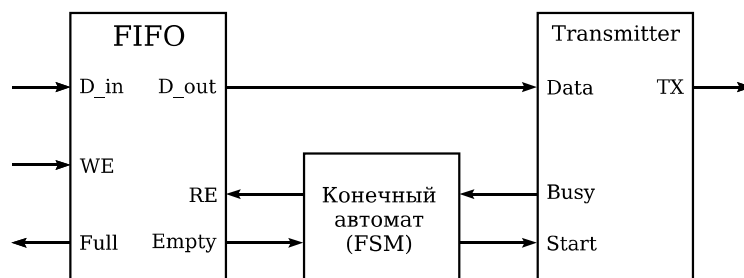 FIFO
Transmitter
D_in
D_out
Data
TX
WE
RE
Конечный
автомат
(FSM)
Busy
Full
Empty
Start